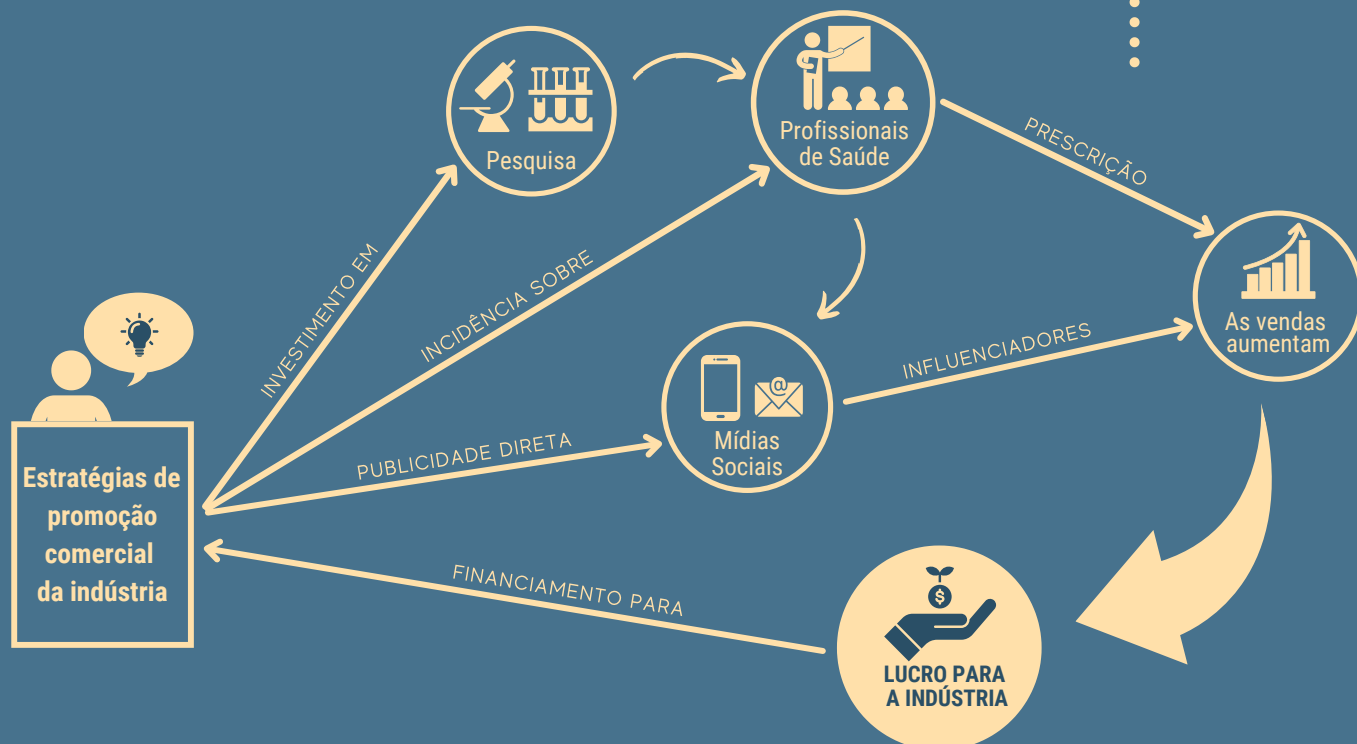 Pesquisa
Profissionais
de Saúde
PRESCRIÇÃO
INVESTIMENTO EM
INCIDÊNCIA SOBRE
As vendas
aumentam
INFLUENCIADORES
@
Mídias
Sociais
PUBLICIDADE DIRETA
Estratégias de
promoção
comercial
da indústria
FINANCIAMENTO PARA
$
LUCRO PARA
A INDÚSTRIA